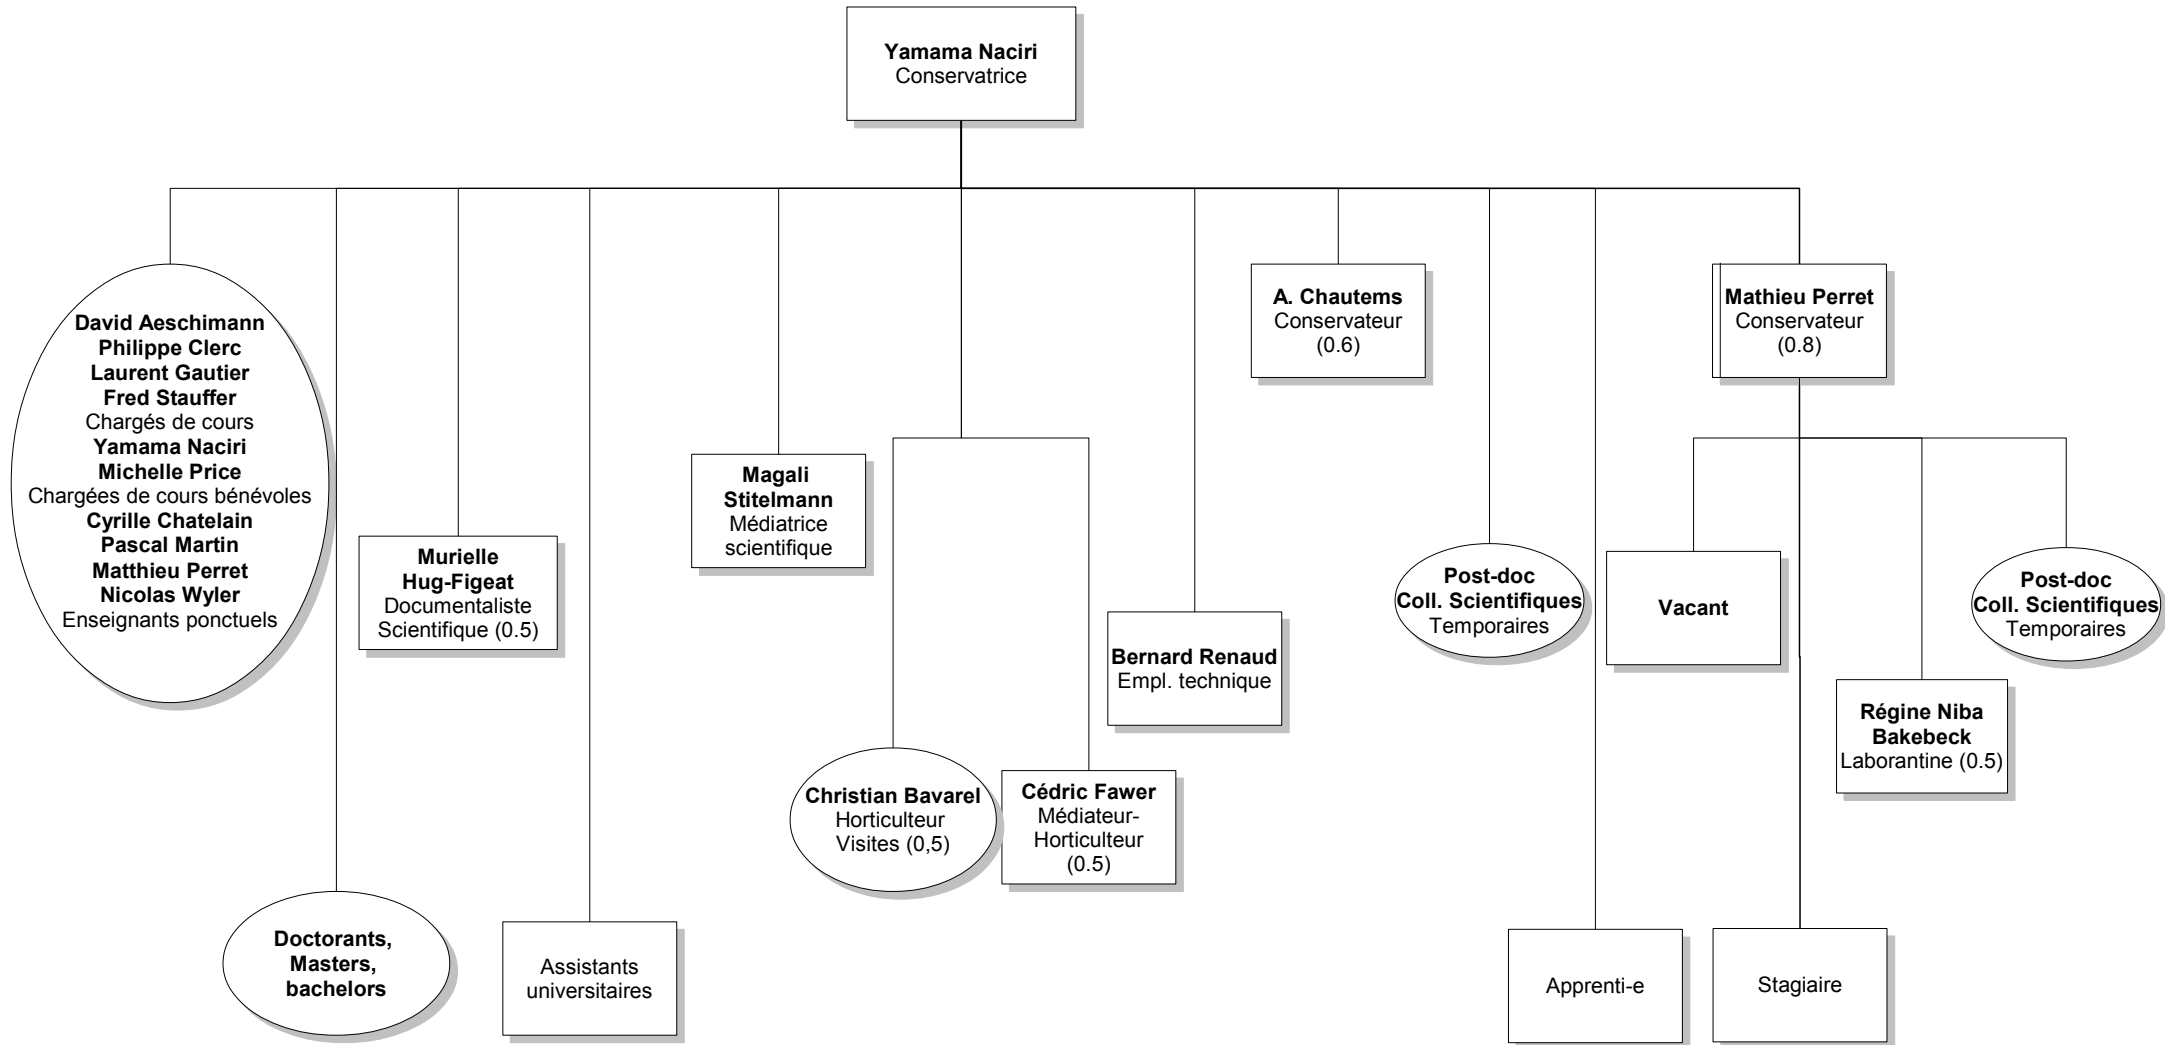 Yamama Naciri
Conservatrice
David Aeschimann
Philippe Clerc
Laurent Gautier
Fred Stauffer
Chargés de cours
Yamama Naciri
Michelle Price
Chargées de cours bénévoles
Cyrille Chatelain
Pascal Martin
Matthieu Perret
Nicolas Wyler
Enseignants ponctuels
Doctorants,
Masters,
bachelors
Murielle
Hug-Figeat
Documentaliste
Scientifique (0.5)
Assistants
universitaires
Magali
Stitelmann
Médiatrice
scientifique
Christian Bavarel
Horticulteur
Visites (0,5)
Cédric Fawer
Médiateur-
Horticulteur
(0.5)
Bernard Renaud
Empl. technique
A. Chautems
Conservateur
(0.6)
Post-doc
Coll. Scientifiques
Temporaires
Apprenti-e
Mathieu Perret
Conservateur
(0.8)
Vacant
Stagiaire
Régine Niba
Bakebeck
Laborantine (0.5)
Post-doc
Coll. Scientifiques
Temporaires